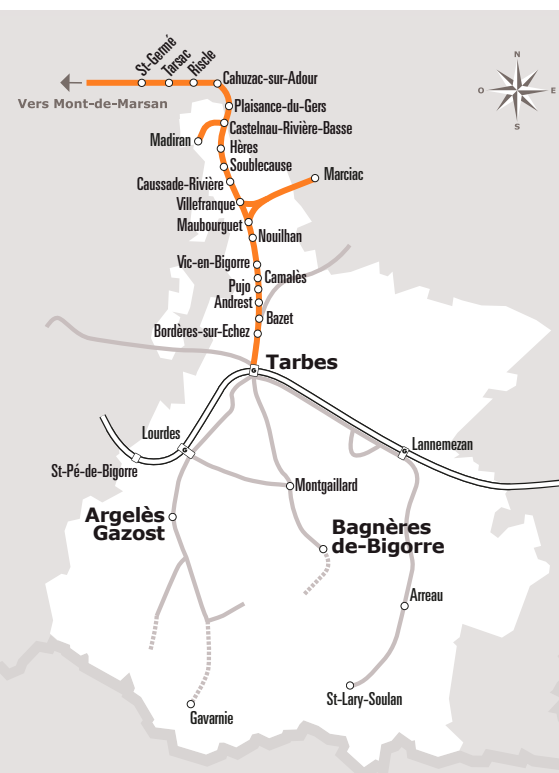 St-Germé
Tarsac
Riscle
Cahuzac-sur-Adour
N
O
E
S
Vers Mont-de-Marsan
Plaisance-du-Gers
Castelnau-Rivière-Basse
Madiran
Hères
Soublecause
Marciac
Caussade-Rivière
Villefranque
Maubourguet
Nouilhan
Vic-en-Bigorre
Camalès
Pujo
Andrest
Bazet
Bordères-sur-Echez
Tarbes
G
Lourdes
G
Lannemezan
G
St-Pé-de-Bigorre
Montgaillard
Argelès
Gazost
Bagnères
de-Bigorre
Arreau
St-Lary-Soulan
Gavarnie